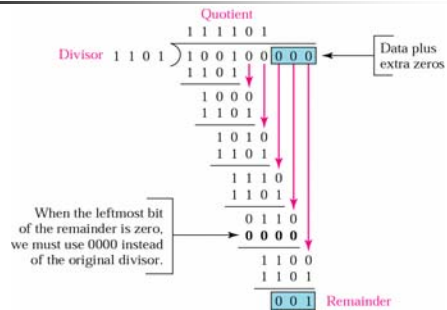 Quotient
1 1 1 1 0 1
Divisor 1 1 0 1 ) 1 0 0 1 0 0 0 0 0
Data plus
extra zeros
1 1 0 1
1 0 0 0
1 1 0 1
1 0 1 0
1 1 0 1
1 1 1 0
1 1 0 1
When the leftmost bit
of the remainder is zero,
we must use 0000 instead
of the original divisor.
0 1 1 0
0 0 0 0
1 1 0 0
1 1 0 1
0 0 1 Remainder